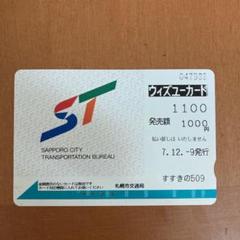 047988
ウィズユーカード
1100
発売額 1000円
払い戻しは いたしません
7.12.-9発行
すすきの509
ST
SAPPORO CITY
TRANSPORTATION BUREAU
札幌市交通局